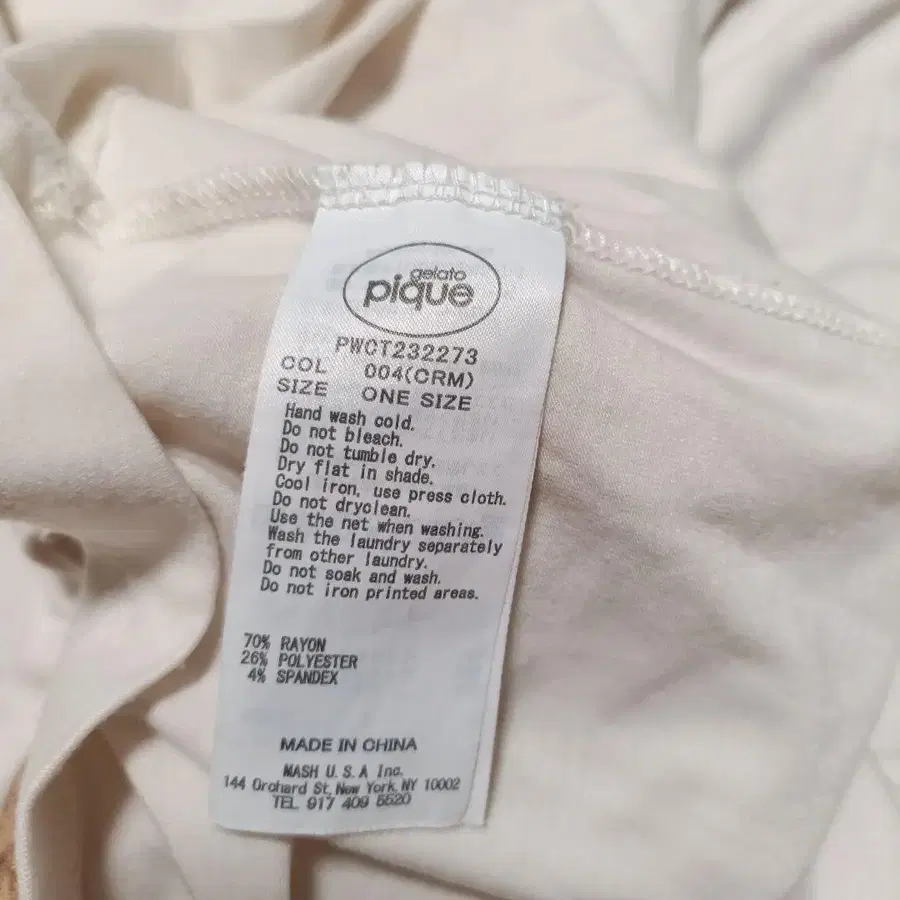 gelato
pique
PWCT232273
COL 004(CRM)
SIZE ONE SIZE
Hand wash cold.
Do not bleach.
Do not tumble dry.
Dry flat in shade.
Cool iron, use press cloth.
Do not dryclean.
Use the net when washing.
Wash the laundry separately
from other laundry.
Do not soak and wash.
Do not iron printed areas.
70% RAYON
26% POLYESTER
4% SPANDEX
MADE IN CHINA
MASH U.S.A Inc.
144 Orchard St, New York, NY 10002
TEL 917 409 5520